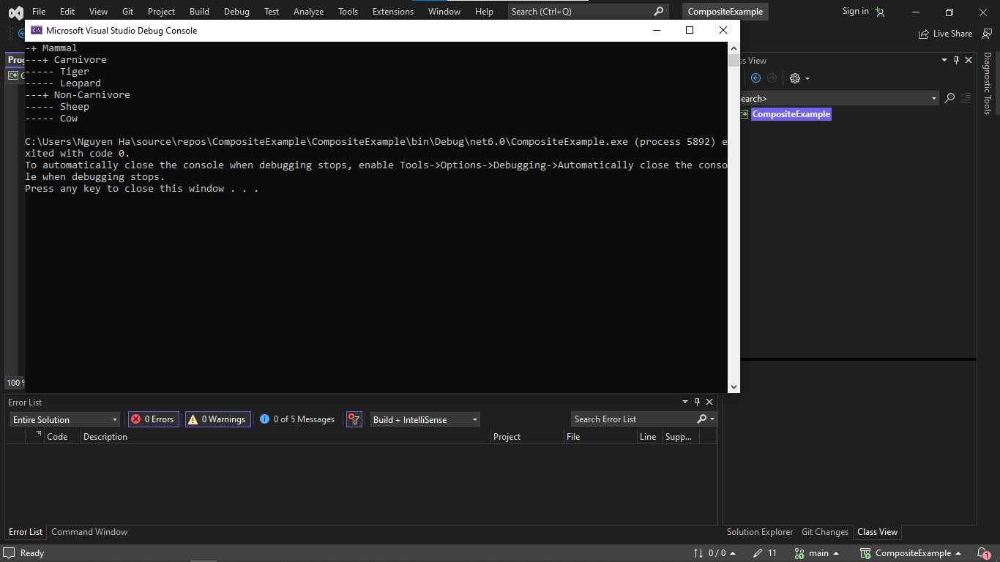 File Edit View Git Project Build Debug Test Analyze Tools Extensions Window Help Search (Ctrl+Q) CompositeExample Sign in
Live Share
Microsoft Visual Studio Debug Console
-+ Mammal
---+ Carnivore
----- Tiger
----- Leopard
---+ Non-Carnivore
----- Sheep
----- Cow
C:\Users\Nguyen Ha\source\repos\CompositeExample\CompositeExample\bin\Debug\net6.0\CompositeExample.exe (process 5892) e
xited with code 0.
To automatically close the console when debugging stops, enable Tools->Options->Debugging->Automatically close the conso
le when debugging stops.
Press any key to close this window . . .
View
CompositeExample
Diagnostic Tools
100 %
Error List
Entire Solution 0 Errors 0 Warnings 0 of 5 Messages Build + IntelliSense Search Error List
Code Description Project File Line Supp...
Error List Command Window
Solution Explorer Git Changes Class View
Ready 0 / 0 11 main CompositeExample 1